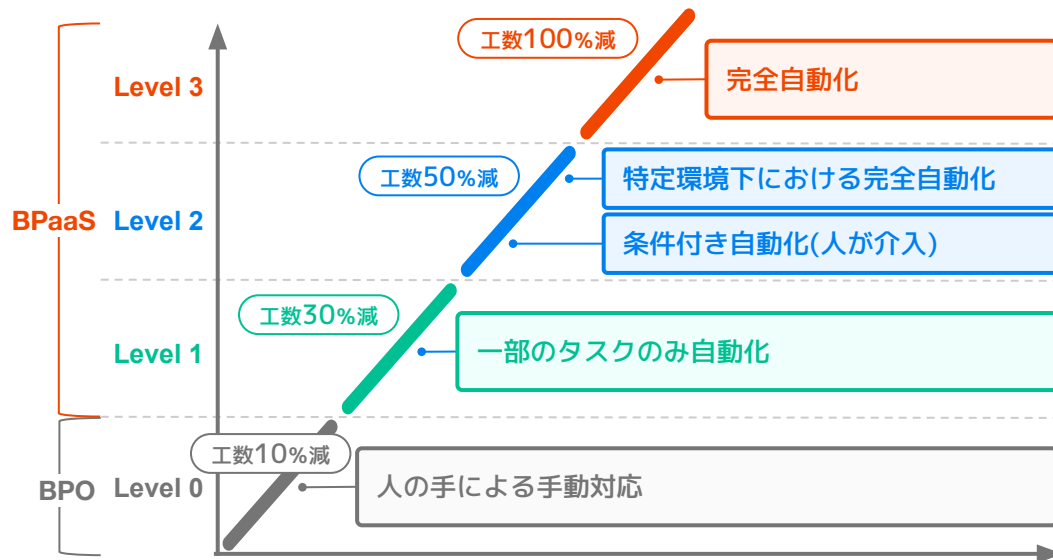 工数100%減
Level 3
完全自動化
工数50%減
特定環境下における完全自動化
BPaaS
Level 2
条件付き自動化(人が介入)
工数30%減
Level 1
一部のタスクのみ自動化
工数10%減
BPO
Level 0
人の手による手動対応